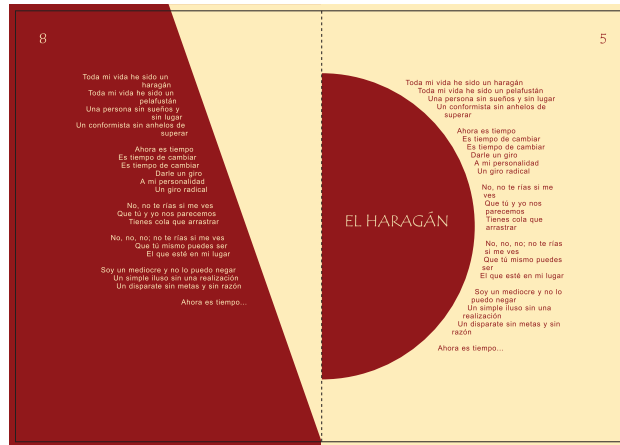 8
Toda mi vida he sido un
haragán
Toda mi vida he sido un
pelafustán
Una persona sin sueños y
sin lugar
Un conformista sin anhelos de
superar
Ahora es tiempo
Es tiempo de cambiar
Es tiempo de cambiar
Darle un giro
A mi personalidad
Un giro radical
No, no te rías si me ves
Que tú y yo nos parecemos
Tienes cola que arrastrar
No, no, no; no te rías si me ves
Que tú mismo puedes ser
El que esté en mi lugar
Soy un mediocre y no lo puedo negar
Un simple iluso sin una realización
Un disparate sin metas y sin razón
Ahora es tiempo...
5
EL HARAGÁN
Toda mi vida he sido un haragán
Toda mi vida he sido un pelafustán
Una persona sin sueños y sin lugar
Un conformista sin anhelos de
superar
Ahora es tiempo
Es tiempo de cambiar
Es tiempo de cambiar
Darle un giro
A mi personalidad
Un giro radical
No, no te rías si me
ves
Que tú y yo nos
parecemos
Tienes cola que
arrastrar
No, no, no; no te rías
si me ves
Que tú mismo puedes
ser
El que esté en mi lugar
Soy un mediocre y no lo
puedo negar
Un simple iluso sin una
realización
Un disparate sin metas y sin
razón
Ahora es tiempo...